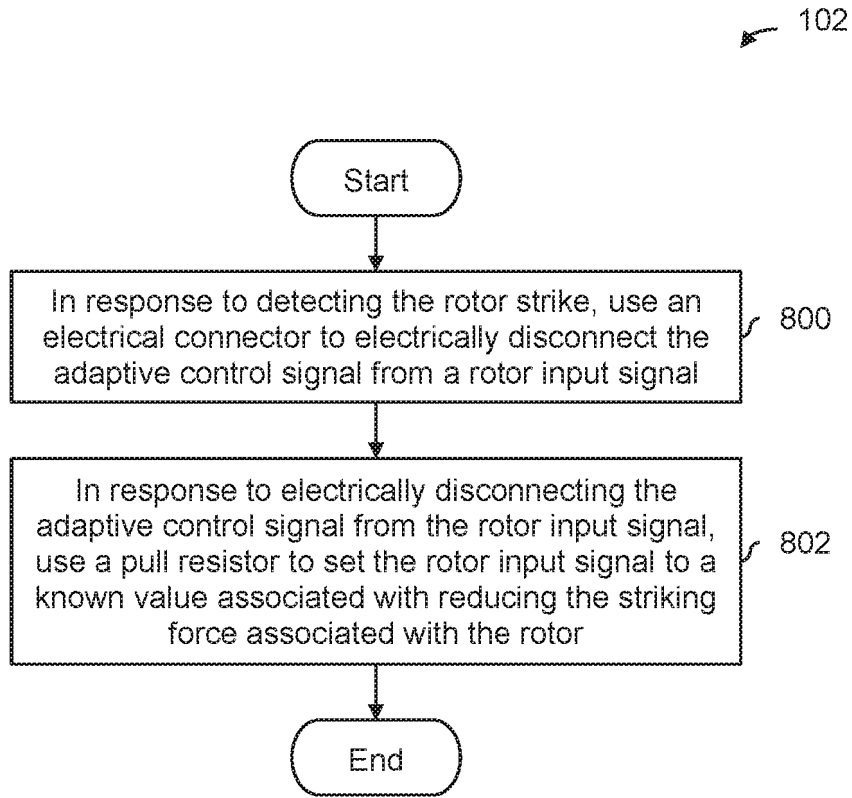 102
Start
In response to detecting the rotor strike, use an
electrical connector to electrically disconnect the
adaptive control signal from a rotor input signal
800
In response to electrically disconnecting the
adaptive control signal from the rotor input signal,
use a pull resistor to set the rotor input signal to a
known value associated with reducing the striking
force associated with the rotor
802
End